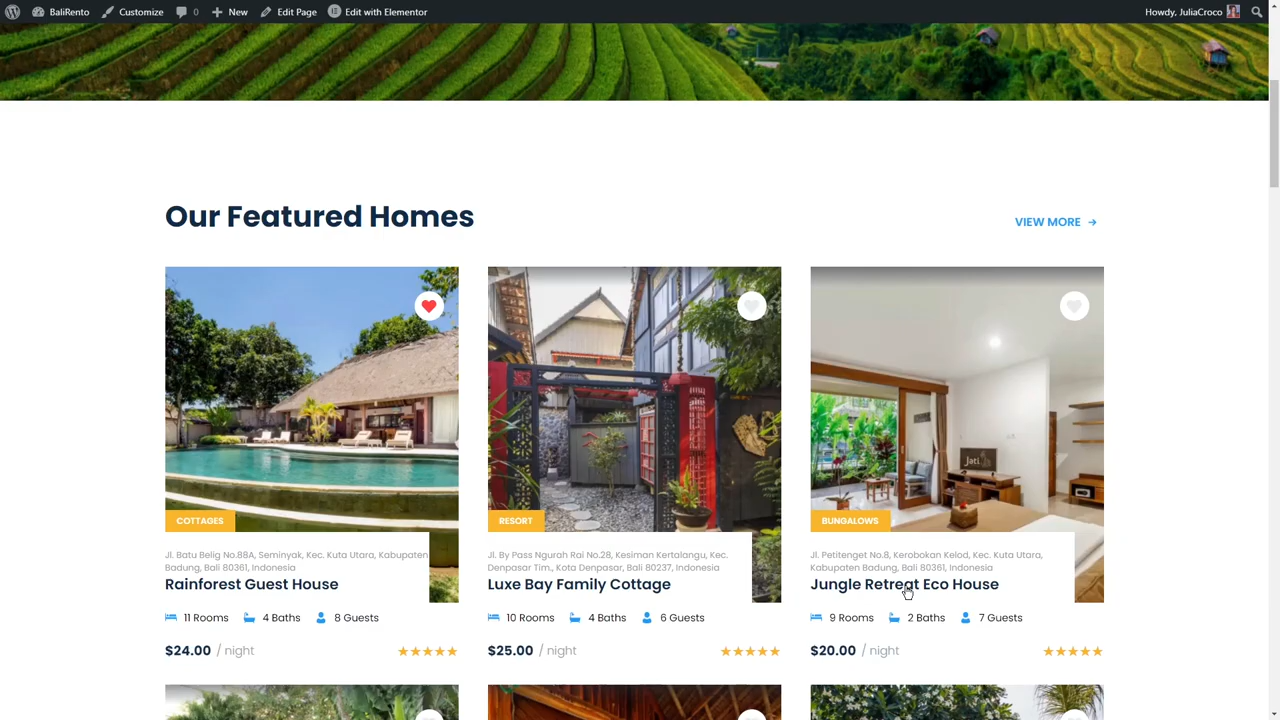 BaliRento Customize 0 New Edit Page Edit with Elementor Howdy, JuliaCroco
Our Featured Homes
VIEW MORE →
COTTAGES
Jl. Batu Belig No.88A, Seminyak, Kec. Kuta Utara, Kabupaten
Badung, Bali 80361, Indonesia
Rainforest Guest House
11 Rooms 4 Baths 8 Guests
$24.00 / night
RESORT
Jl. By Pass Ngurah Rai No.28, Kesiman Kertalangu, Kec.
Denpasar Tim., Kota Denpasar, Bali 80237, Indonesia
Luxe Bay Family Cottage
10 Rooms 4 Baths 6 Guests
$25.00 / night
Jati
BUNGALOWS
Jl. Petitenget No.8, Kerobokan Kelod, Kec. Kuta Utara,
Kabupaten Badung, Bali 80361, Indonesia
Jungle Retreat Eco House
9 Rooms 2 Baths 7 Guests
$20.00 / night